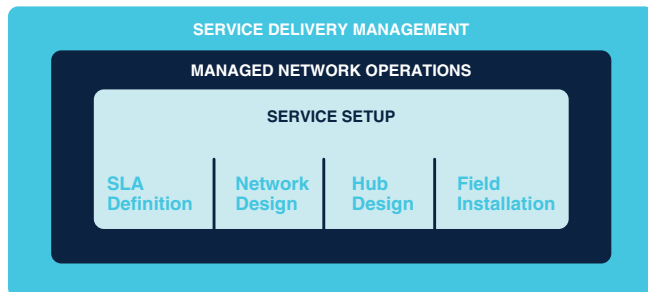 SERVICE DELIVERY MANAGEMENT
MANAGED NETWORK OPERATIONS
SERVICE SETUP
SLA
Definition
Network
Design
Hub
Design
Field
Installation